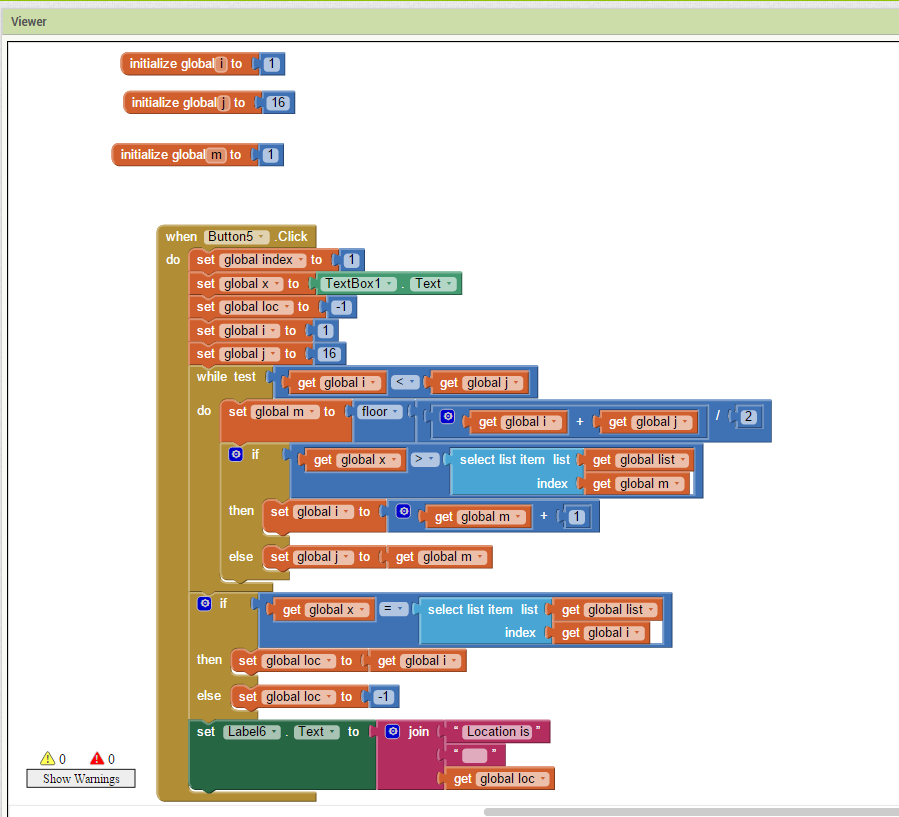 Viewer
initialize global i to 1
initialize global j to 16
initialize global m to 1
when Button5 .Click
do set global index to 1
set global x to TextBox1 . Text
set global loc to -1
set global i to 1
set global j to 16
while test get global i < get global j
do set global m to floor get global i + get global j / 2
if get global x > select list item list get global list
index get global m
then set global i to get global m + 1
else set global j to get global m
if get global x = select list item list get global list
index get global i
then set global loc to get global i
else set global loc to -1
set Label6 . Text to join " Location is "
" "
get global loc
0 0
Show Warnings